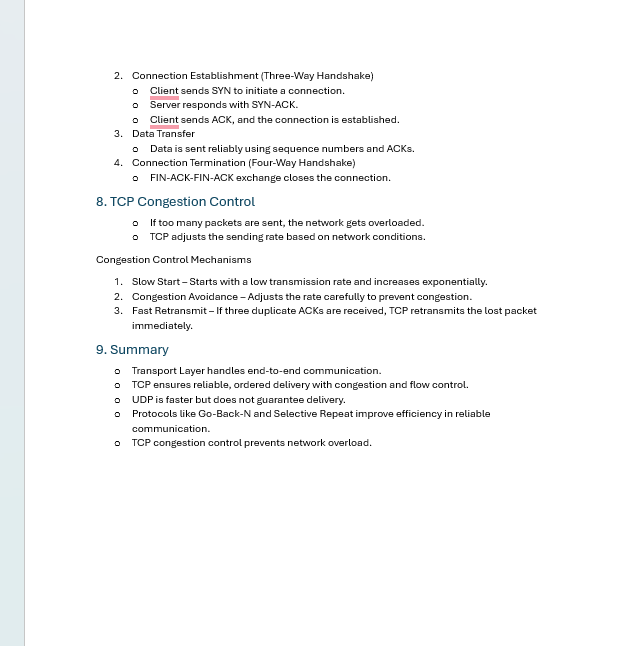 2. Connection Establishment (Three-Way Handshake)
o Client sends SYN to initiate a connection.
o Server responds with SYN-ACK.
o Client sends ACK, and the connection is established.
3. Data Transfer
o Data is sent reliably using sequence numbers and ACKs.
4. Connection Termination (Four-Way Handshake)
o FIN-ACK-FIN-ACK exchange closes the connection.
8. TCP Congestion Control
o If too many packets are sent, the network gets overloaded.
o TCP adjusts the sending rate based on network conditions.
Congestion Control Mechanisms
1. Slow Start – Starts with a low transmission rate and increases exponentially.
2. Congestion Avoidance – Adjusts the rate carefully to prevent congestion.
3. Fast Retransmit – If three duplicate ACKs are received, TCP retransmits the lost packet
immediately.
9. Summary
o Transport Layer handles end-to-end communication.
o TCP ensures reliable, ordered delivery with congestion and flow control.
o UDP is faster but does not guarantee delivery.
o Protocols like Go-Back-N and Selective Repeat improve efficiency in reliable
communication.
o TCP congestion control prevents network overload.